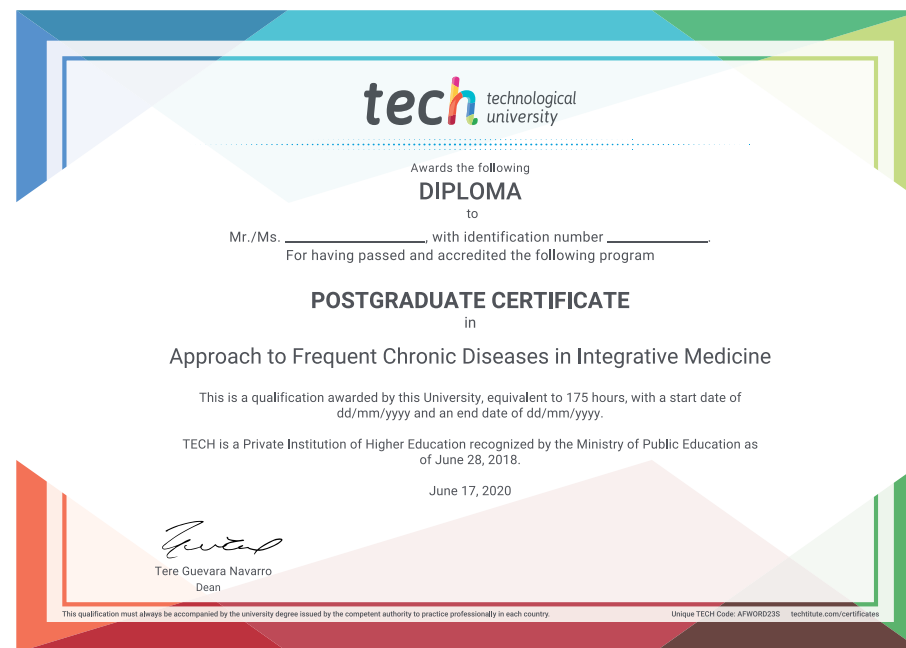 tech technological
university
Awards the following
DIPLOMA
to
Mr./Ms. ____________, with identification number ____________.
For having passed and accredited the following program
POSTGRADUATE CERTIFICATE
in
Approach to Frequent Chronic Diseases in Integrative Medicine
This is a qualification awarded by this University, equivalent to 175 hours, with a start date of
dd/mm/yyyy and an end date of dd/mm/yyyy.
TECH is a Private Institution of Higher Education recognized by the Ministry of Public Education as
of June 28, 2018.
June 17, 2020
Tere Guevara Navarro
Dean
This qualification must always be accompanied by the university degree issued by the competent authority to practice professionally in each country. Unique TECH Code: AFWORD23S techtitute.com/certificates